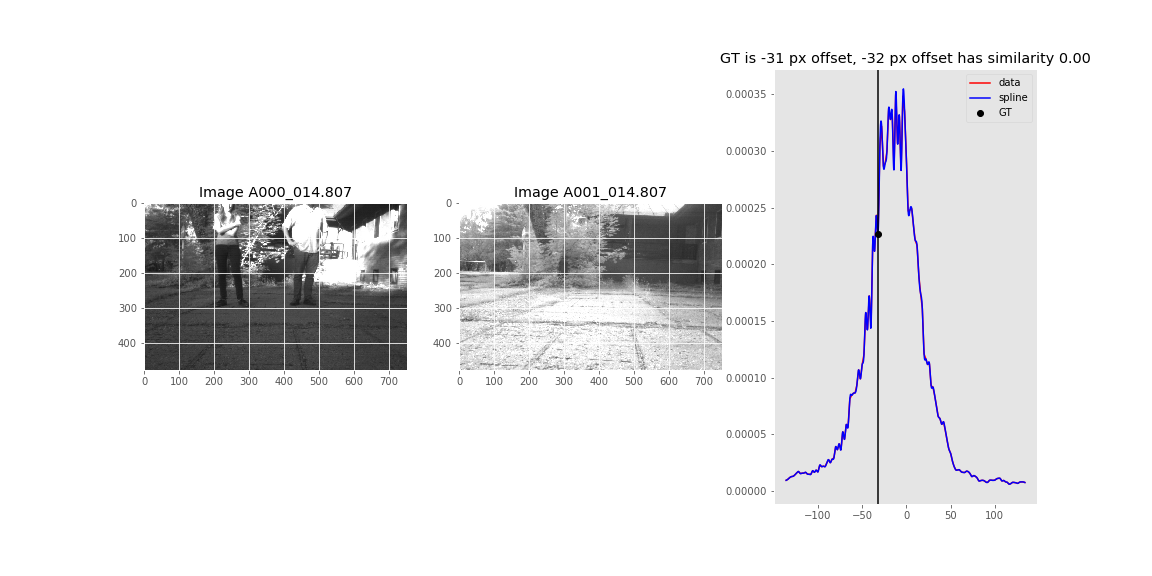 GT is -31 px offset, -32 px offset has similarity 0.00
data
spline
GT
0.00035
0.00030
0.00025
0.00020
0.00015
0.00010
0.00005
0.00000
−100 −50 0 50 100
Image A000_014.807
0
100
200
300
400
0 100 200 300 400 500 600 700
Image A001_014.807
0
100
200
300
400
0 100 200 300 400 500 600 700